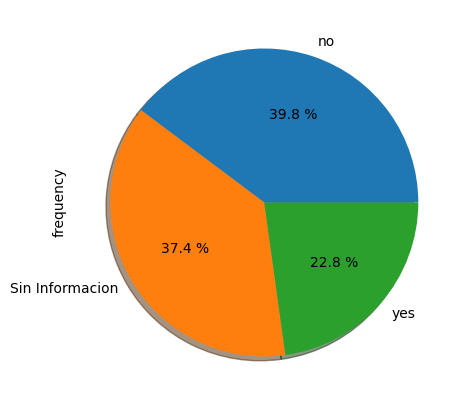 no
39.8 %
frequency
37.4 %
22.8 %
Sin Informacion
yes